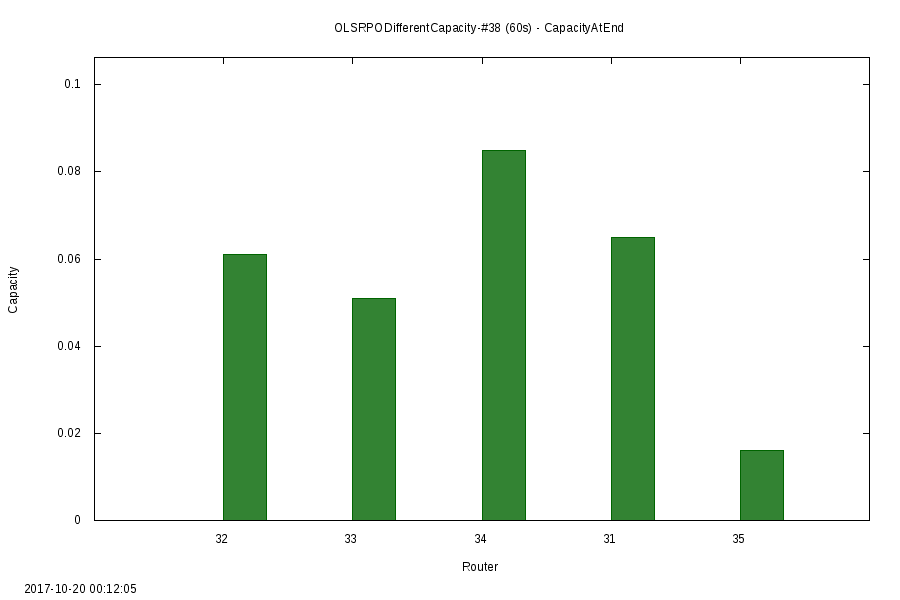 OLSRPODifferentCapacity-#38 (60s) - CapacityAtEnd
0.1
0.08
0.06
0.04
0.02
0
Capacity
32 33 34 31 35
Router
2017-10-20 00:12:05